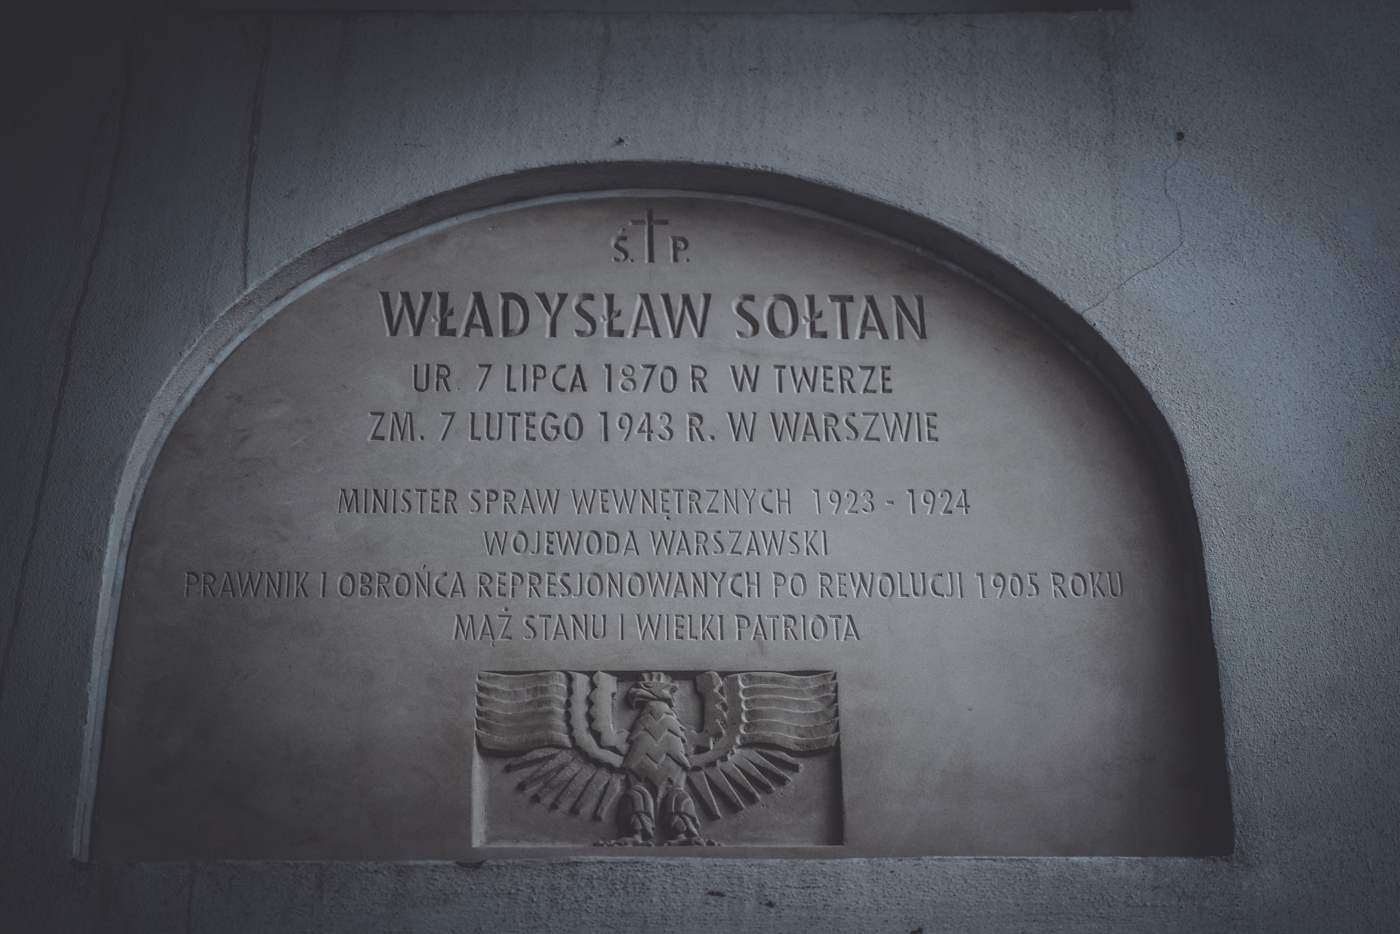 Ś. P.
WŁADYSŁAW SOŁTAN
UR. 7 LIPCA 1870 R W TWERZE
ZM. 7 LUTEGO 1943 R. W WARSZWIE
MINISTER SPRAW WEWNĘTRZNYCH 1923 - 1924
WOJEWODA WARSZAWSKI
PRAWNIK I OBROŃCA REPRESJONOWANYCH PO REWOLUCJI 1905 ROKU
MĄŻ STANU I WIELKI PATRIOTA